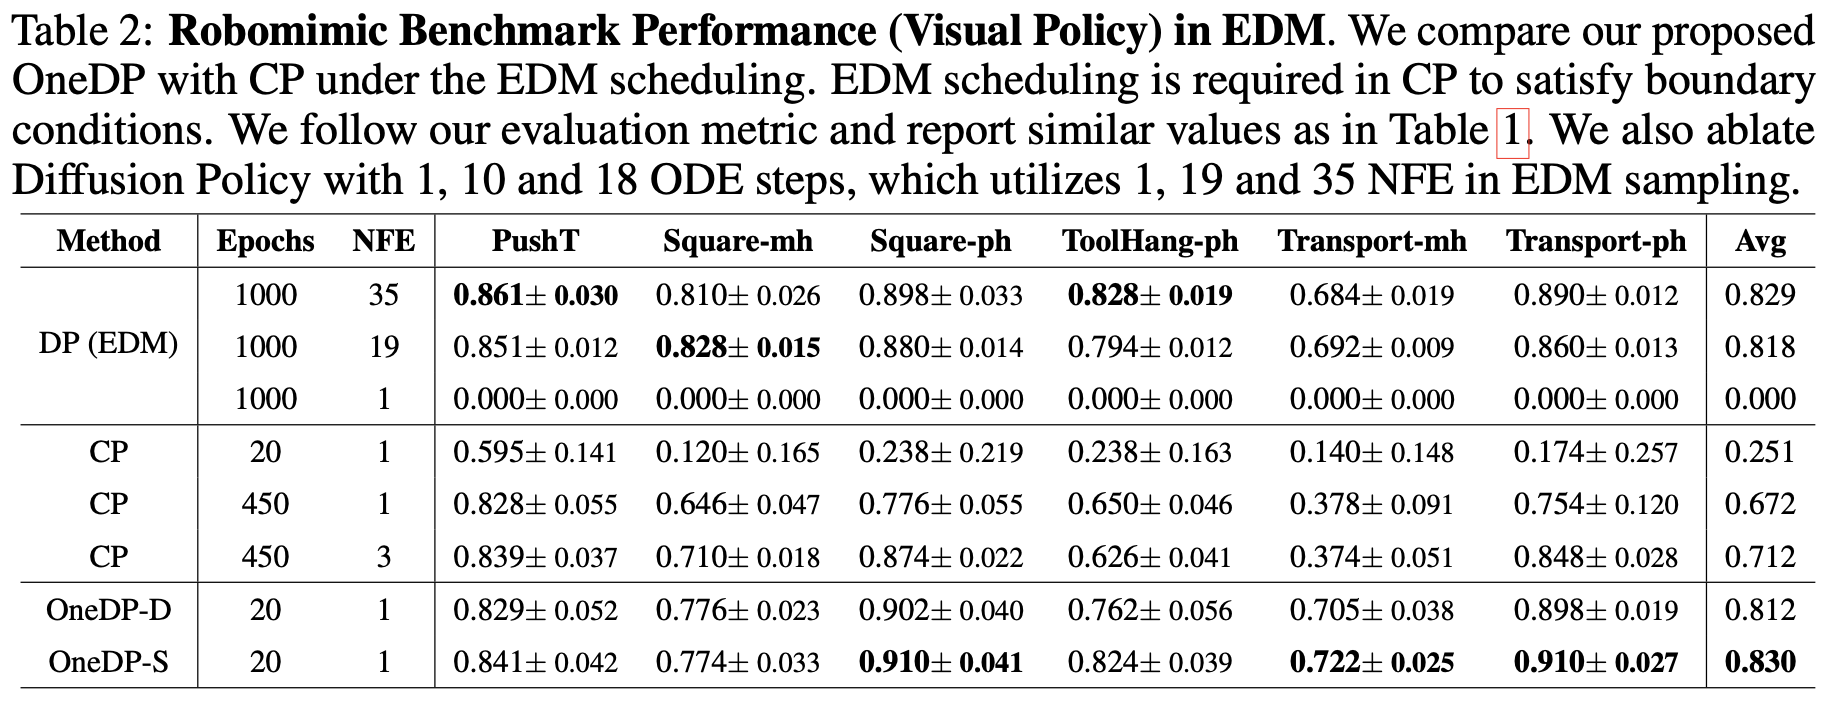 Table 2: Robomimic Benchmark Performance (Visual Policy) in EDM. We compare our proposed
OneDP with CP under the EDM scheduling. EDM scheduling is required in CP to satisfy boundary
conditions. We follow our evaluation metric and report similar values as in Table 1. We also ablate
Diffusion Policy with 1, 10 and 18 ODE steps, which utilizes 1, 19 and 35 NFE in EDM sampling.
Method Epochs NFE PushT Square-mh Square-ph ToolHang-ph Transport-mh Transport-ph Avg
1000 35 0.861± 0.030 0.810± 0.026 0.898± 0.033 0.828± 0.019 0.684± 0.019 0.890± 0.012 0.829
DP (EDM) 1000 19 0.851± 0.012 0.828± 0.015 0.880± 0.014 0.794± 0.012 0.692± 0.009 0.860± 0.013 0.818
1000 1 0.000± 0.000 0.000± 0.000 0.000± 0.000 0.000± 0.000 0.000± 0.000 0.000± 0.000 0.000
CP 20 1 0.595± 0.141 0.120± 0.165 0.238± 0.219 0.238± 0.163 0.140± 0.148 0.174± 0.257 0.251
CP 450 1 0.828± 0.055 0.646± 0.047 0.776± 0.055 0.650± 0.046 0.378± 0.091 0.754± 0.120 0.672
CP 450 3 0.839± 0.037 0.710± 0.018 0.874± 0.022 0.626± 0.041 0.374± 0.051 0.848± 0.028 0.712
OneDP-D 20 1 0.829± 0.052 0.776± 0.023 0.902± 0.040 0.762± 0.056 0.705± 0.038 0.898± 0.019 0.812
OneDP-S 20 1 0.841± 0.042 0.774± 0.033 0.910± 0.041 0.824± 0.039 0.722± 0.025 0.910± 0.027 0.830